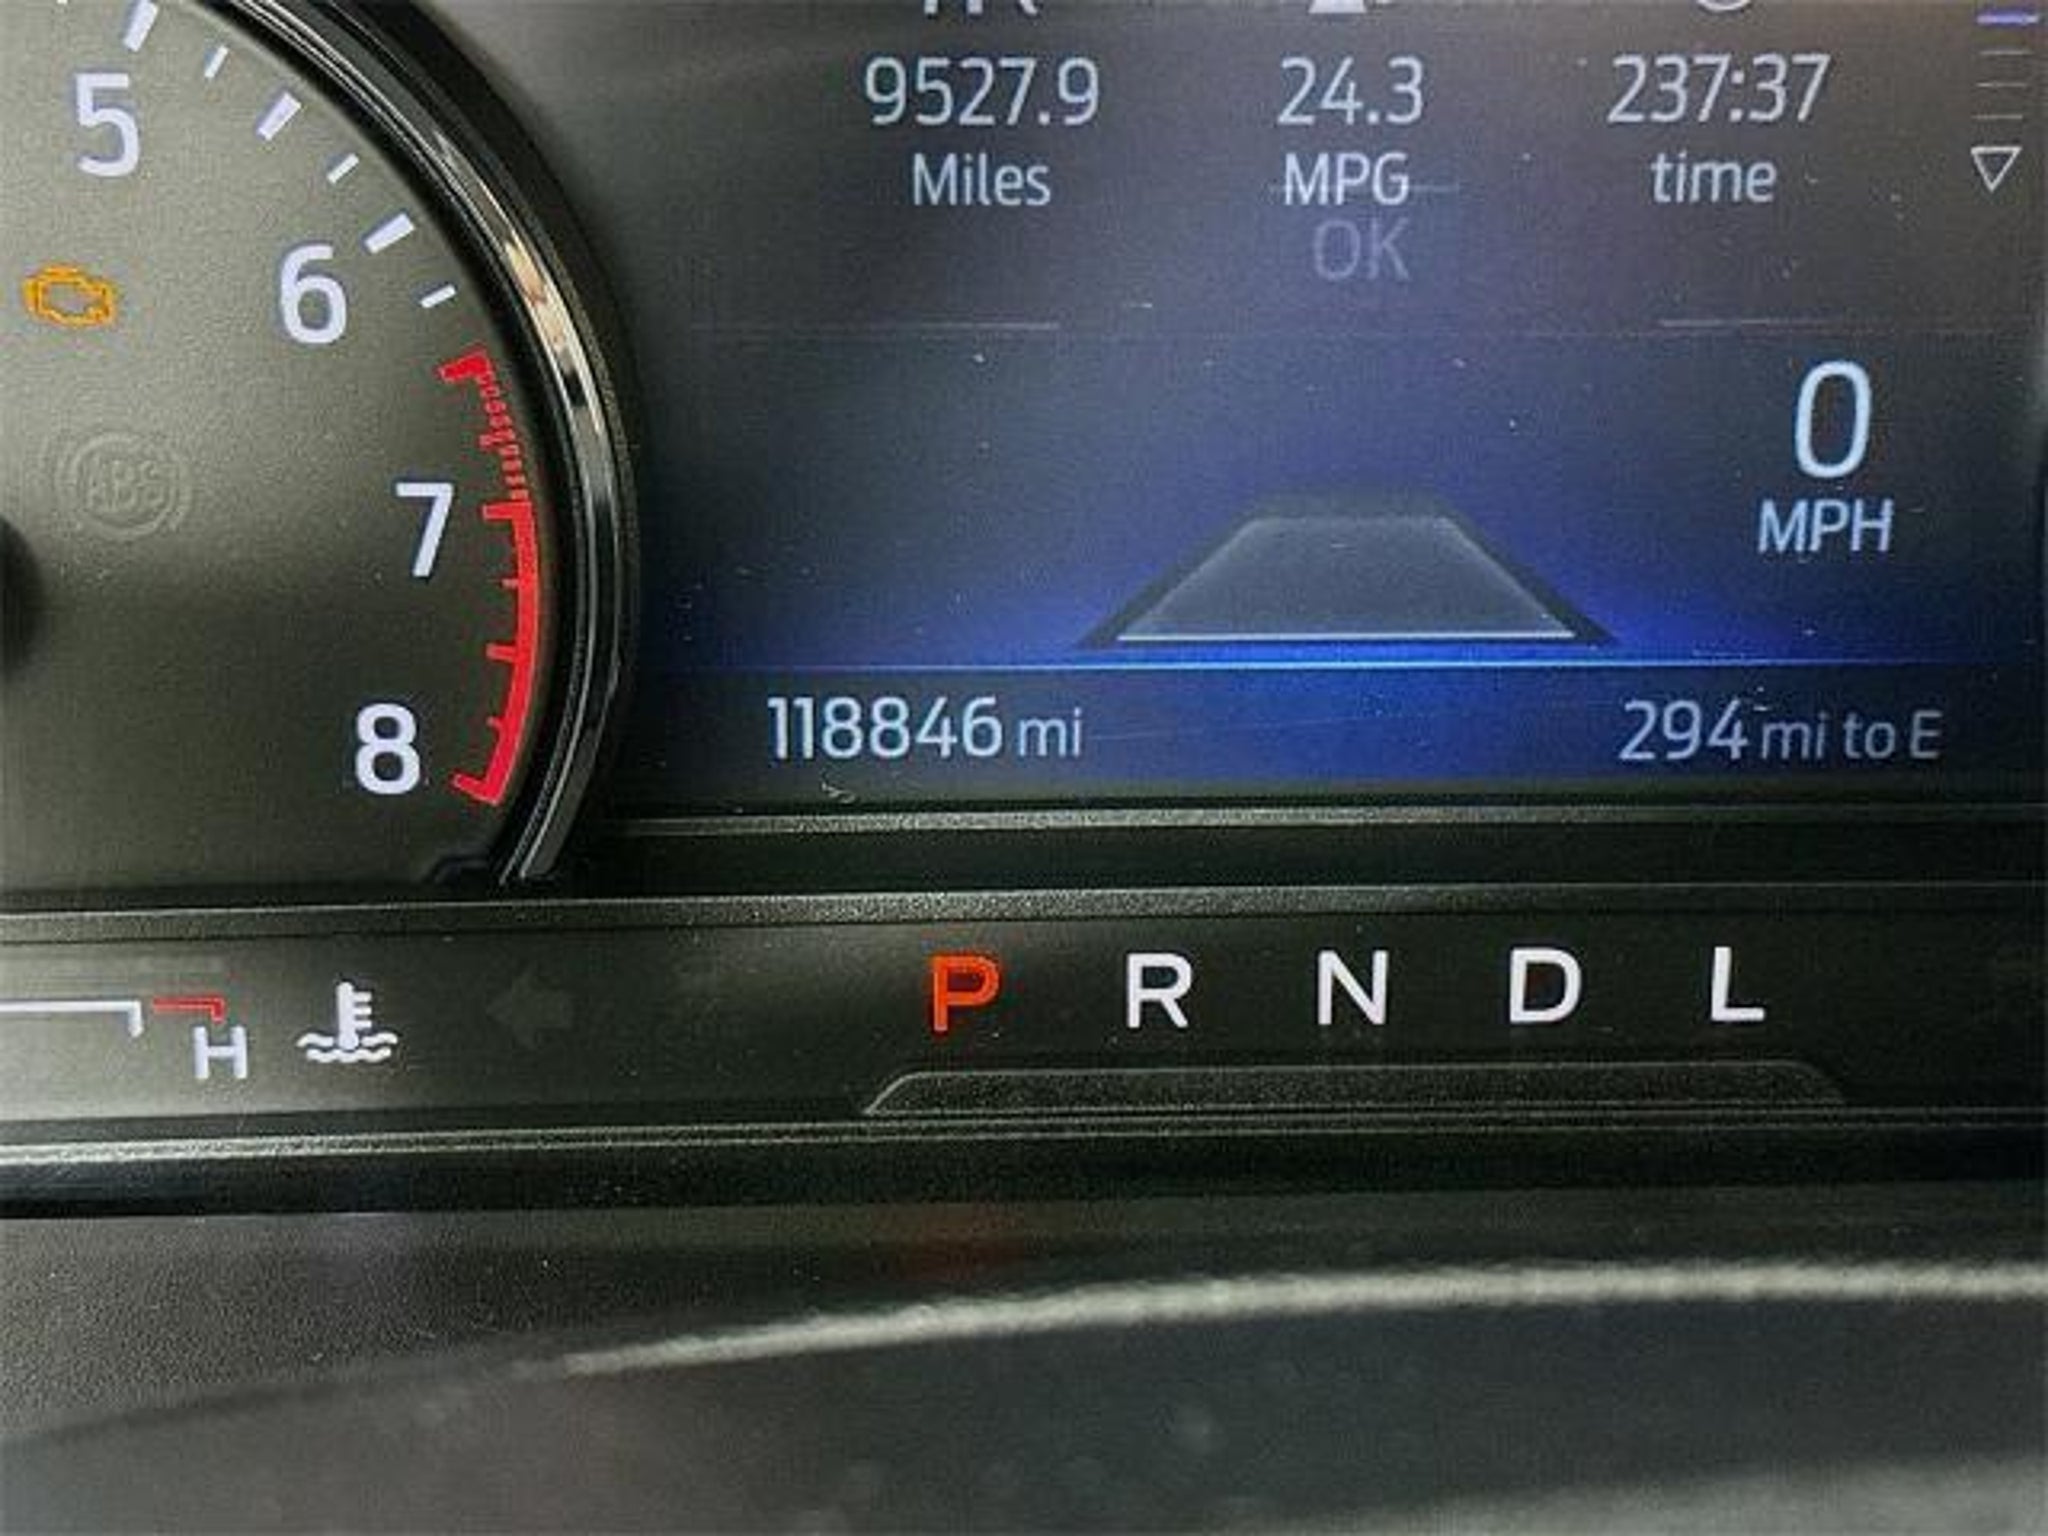 5
6
7
8
ABS
9527.9 24.3 237:37
Miles MPG time
OK
0
MPH
118846 mi 294 mi to E
H
P R N D L